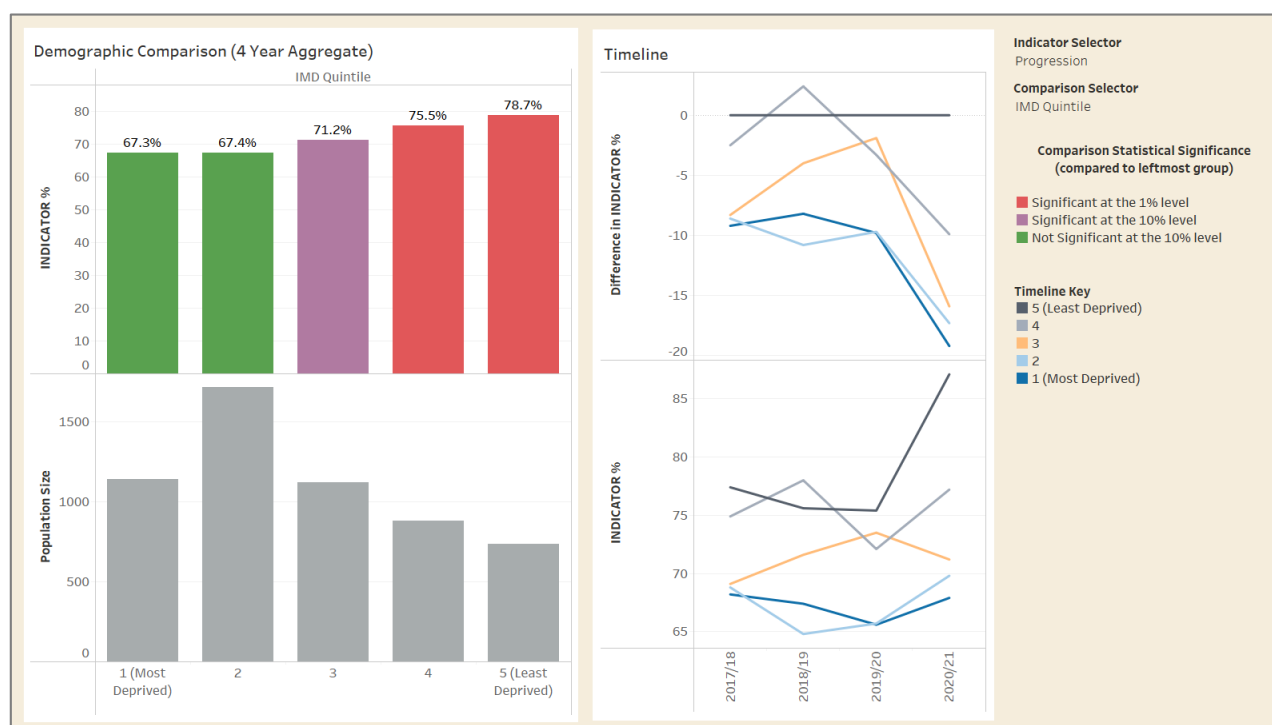 Demographic Comparison (4 Year Aggregate)
IMD Quintile
INDICATOR %
80
70
60
50
40
30
20
10
0
67.3%
67.4%
71.2%
75.5%
78.7%
Population Size
1500
1000
500
0
1 (Most
Deprived)
2
3
4
5 (Least
Deprived)
Timeline
Difference in INDICATOR %
0
-5
-10
-15
-20
INDICATOR %
85
80
75
70
65
2017/18
2018/19
2019/20
2020/21
Indicator Selector
Progression
Comparison Selector
IMD Quintile
Comparison Statistical Significance
(compared to leftmost group)
Significant at the 1% level
Significant at the 10% level
Not Significant at the 10% level
Timeline Key
5 (Least Deprived)
4
3
2
1 (Most Deprived)